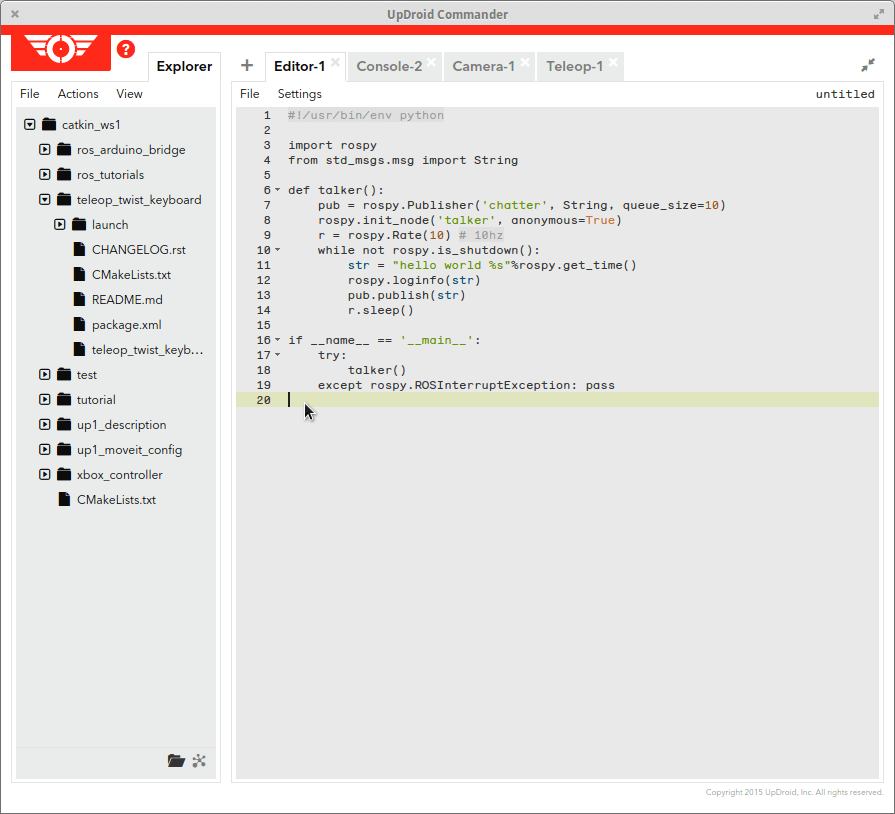 UpDroid Commander
?
Explorer
File Actions View
catkin_ws1
ros_arduino_bridge
ros_tutorials
teleop_twist_keyboard
launch
CHANGELOG.rst
CMakeLists.txt
README.md
package.xml
teleop_twist_keyb...
test
tutorial
up1_description
up1_moveit_config
xbox_controller
CMakeLists.txt
+ Editor-1 Console-2 Camera-1 Teleop-1
File Settings untitled
1 #!/usr/bin/env python
2
3 import rospy
4 from std_msgs.msg import String
5
6 def talker():
7     pub = rospy.Publisher('chatter', String, queue_size=10)
8     rospy.init_node('talker', anonymous=True)
9     r = rospy.Rate(10) # 10hz
10     while not rospy.is_shutdown():
11         str = "hello world %s"%rospy.get_time()
12         rospy.loginfo(str)
13         pub.publish(str)
14         r.sleep()
15
16 if __name__ == '__main__':
17     try:
18         talker()
19     except rospy.ROSInterruptException: pass
20
Copyright 2015 UpDroid, Inc. All rights reserved.